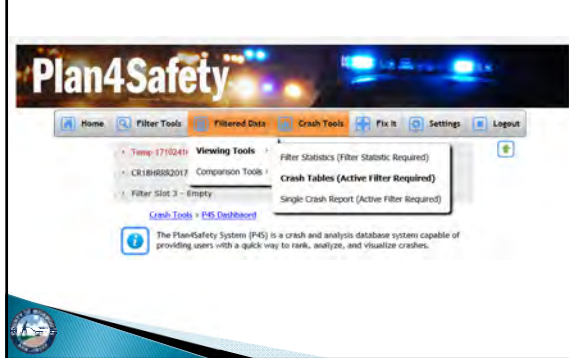 Plan4Safety
Home Filter Tools Filtered Data Crash Tools Fix It Settings Logout
Temp 1710241
Viewing Tools
Filter Statistics (Filter Statistic Required)
CR18HRRR2017
Comparison Tools
Crash Tables (Active Filter Required)
Filter Slot 3 - Empty
Single Crash Report (Active Filter Required)
Crash Tools > P4S Dashboard
The Plan4Safety System (P4S) is a crash and analysis database system capable of
providing users with a quick way to rank, analyze, and visualize crashes.